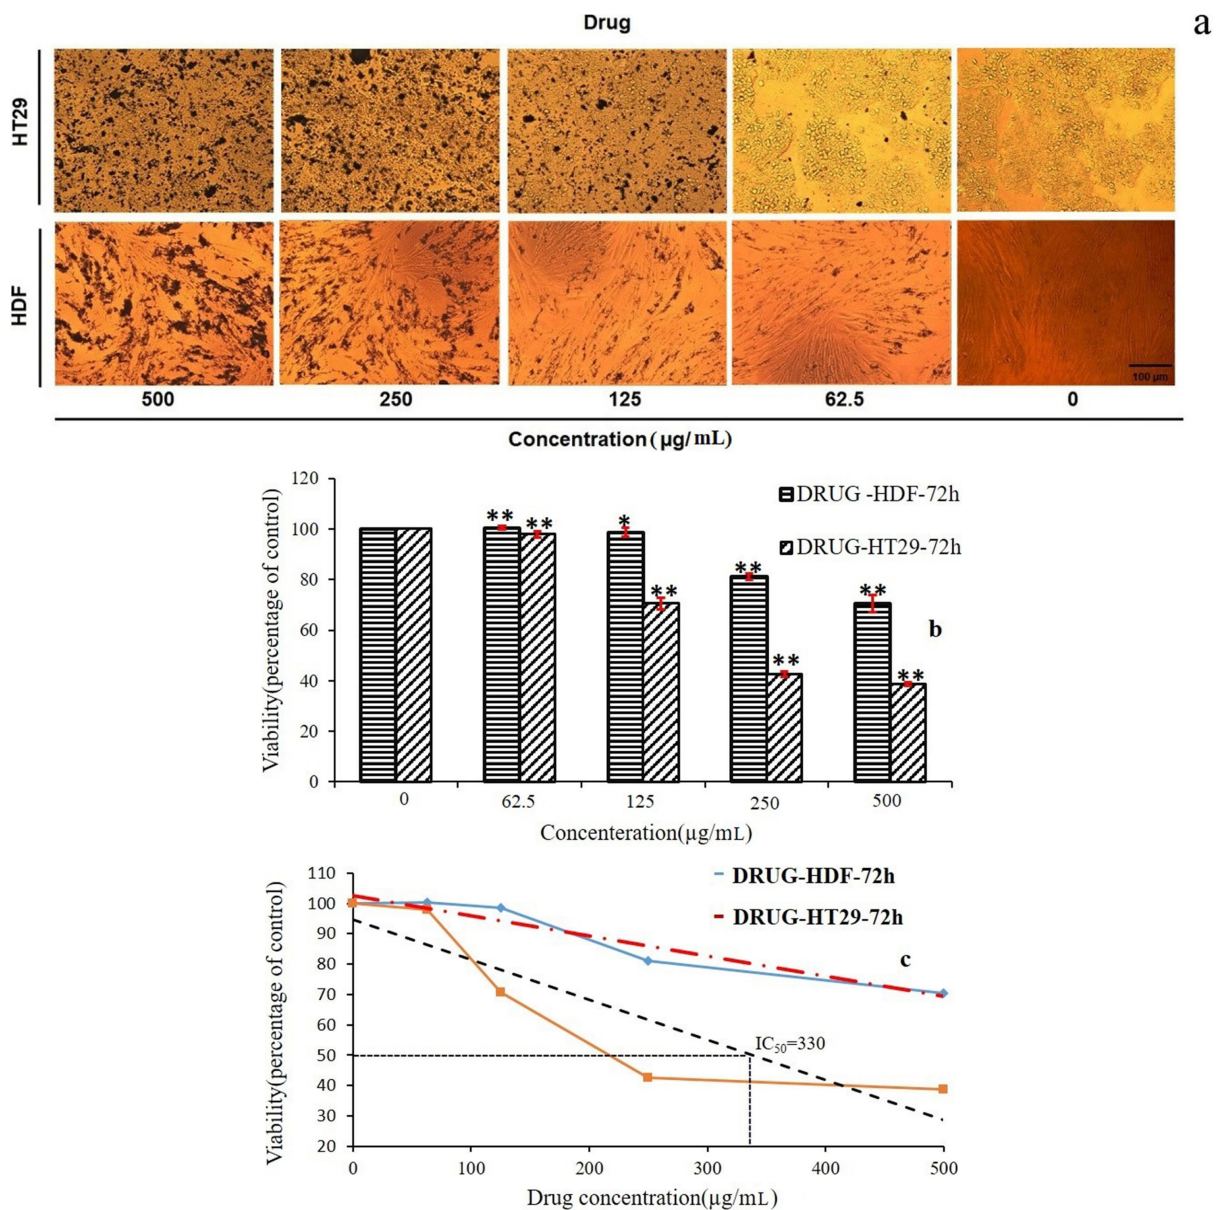 Drug
a
HT29
HDF
100 µm
500 250 125 62.5 0
Concentration (µg/mL)
120
100
80
60
40
20
0
Viability(percentage of control)
DRUG -HDF-72h
DRUG-HT29-72h
** ** * ** ** ** ** **
b
0 62.5 125 250 500
Concenteration(µg/mL)
110
100
90
80
70
60
50
40
30
20
Viability(percentage of control)
DRUG-HDF-72h
DRUG-HT29-72h
c
IC50=330
0 100 200 300 400 500
Drug concentration(µg/mL)